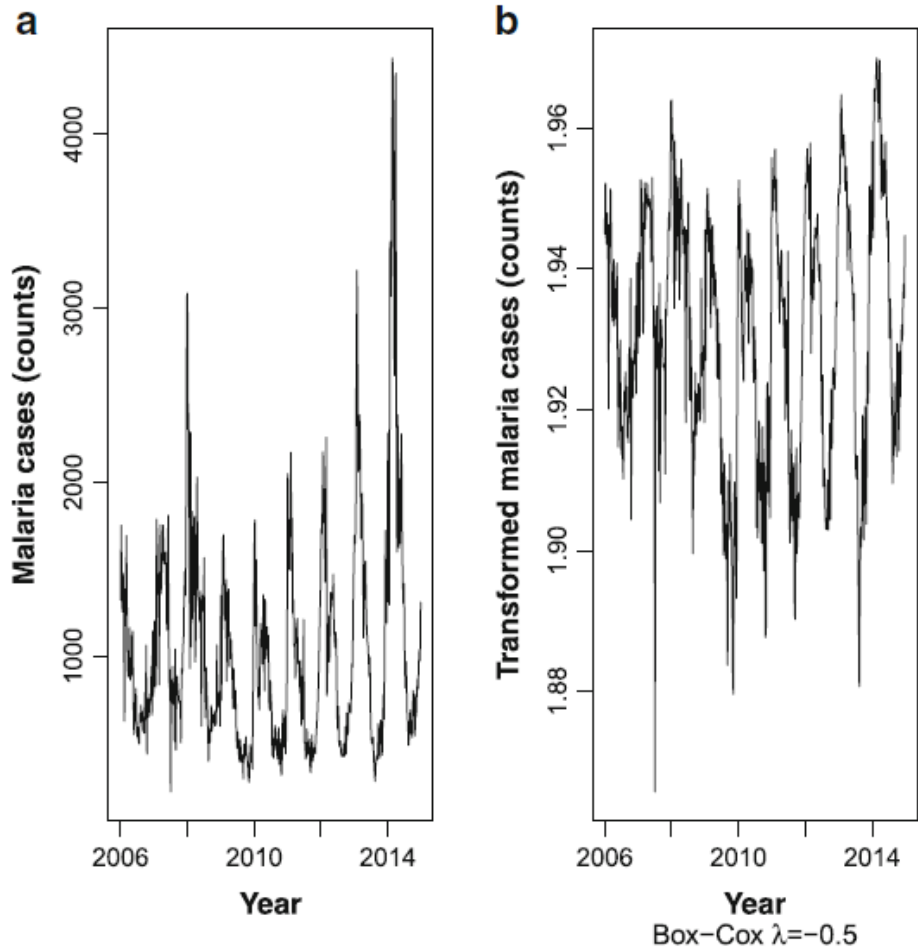 a
Malaria cases (counts)
4000
3000
2000
1000
2006
2010
2014
Year
b
Transformed malaria cases (counts)
1.96
1.94
1.92
1.90
1.88
2006
2010
2014
Year
Box−Cox λ=−0.5